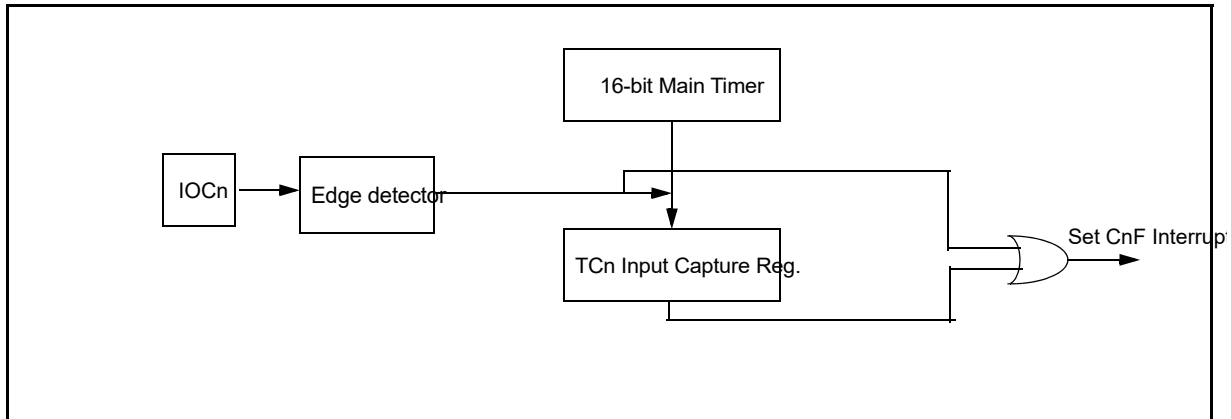 16-bit Main Timer
IOCn
Edge detector
TCn Input Capture Reg.
Set CnF Interrupt